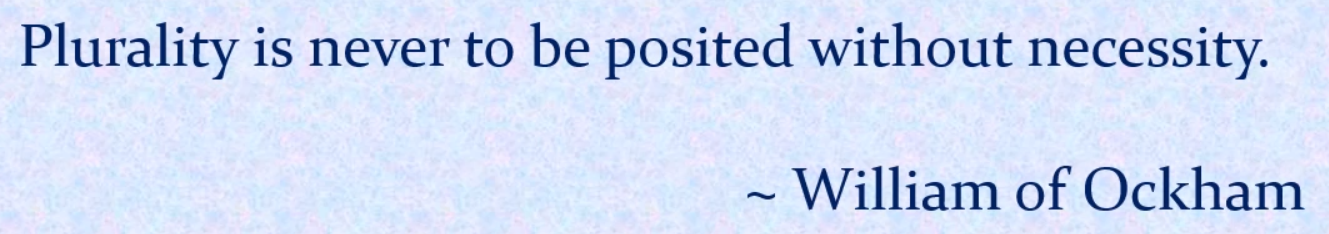 Plurality is never to be posited without necessity.
~ William of Ockham